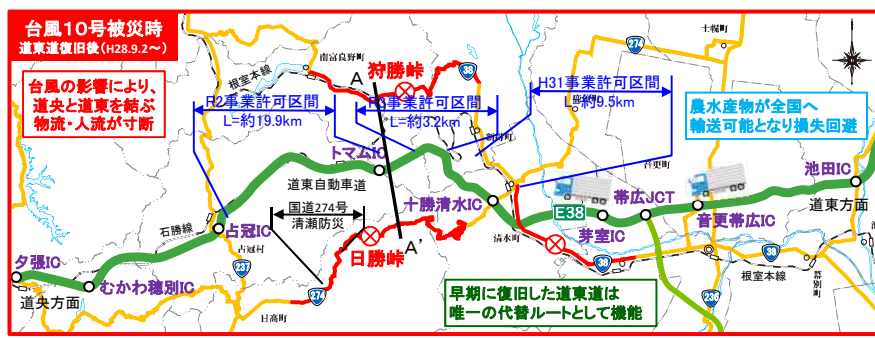 台風10号被災時
道東道復旧後(H28.9.2～)
台風の影響により、
道央と道東を結ぶ
物流・人流が寸断
南富良野町
根室本線
狩勝峠
A
38
274
士幌町
R2事業許可区間
L=約19.9km
R3事業許可区間
L=約3.2km
H31事業許可区間
L=約9.5km
農水産物が全国へ
輸送可能となり損失回避
新得町
音更町
トマムIC
道東自動車道
十勝清水IC
池田IC
道東方面
国道274号
清瀬防災
E38
帯広JCT
音更帯広IC
芽室IC
石勝線
占冠IC
占冠村
A'
日勝峠
清水町
夕張IC
道央方面
むかわ穂別IC
237
274
日高町
38
38
根室本線
幕別町
236
早期に復旧した道東道は
唯一の代替ルートとして機能